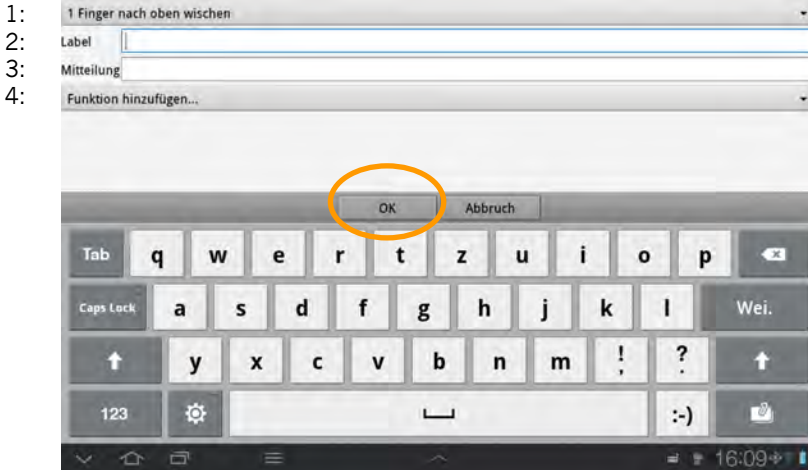 1: 1 Finger nach oben wischen
2: Label
3: Mitteilung
4: Funktion hinzufügen...
OK Abbruch
Tab q w e r t z u i o p
Caps Lock a s d f g h j k l Wei.
y x c v b n m ! , ? .
123 :-)
16:09